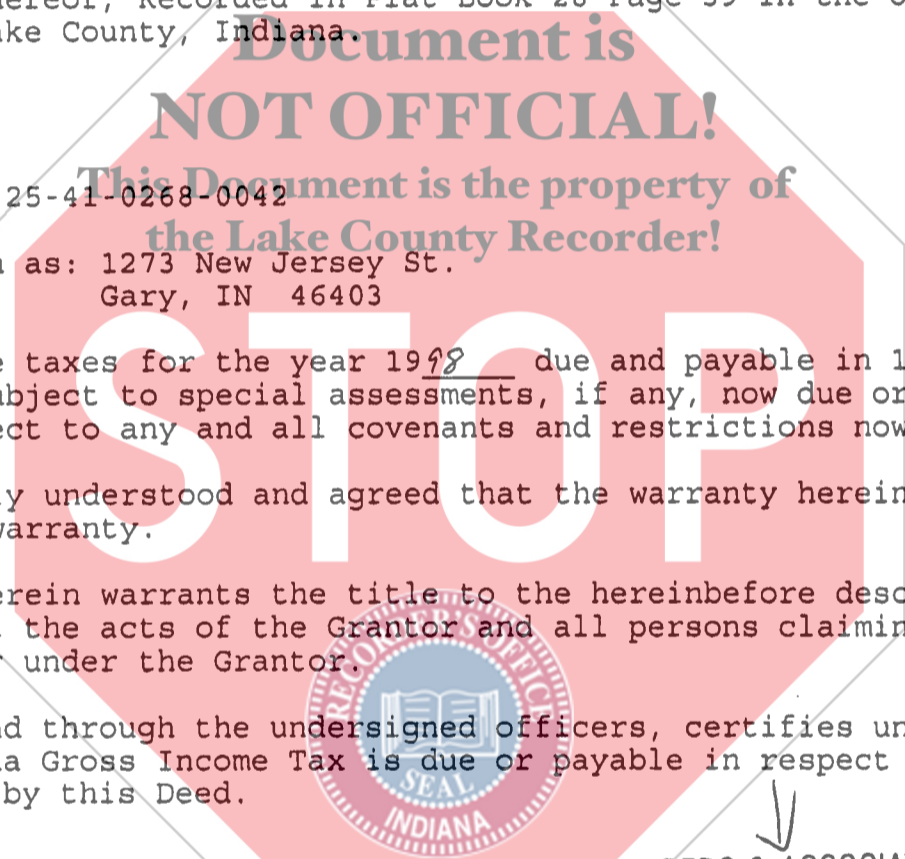 Lake County, Indiana.
Document is
NOT OFFICIAL!
This Document is the property of
25-41-0268-0042
the Lake County Recorder!
as: 1273 New Jersey St.
Gary, IN 46403
taxes for the year 1998 due and payable in 1
subject to special assessments, if any, now due or
ect to any and all covenants and restrictions now
STOP
y understood and agreed that the warranty herein
warranty.
erein warrants the title to the hereinbefore desc
the acts of the Grantor and all persons claimin
under the Grantor.
RECORDER'S OFFICE
nd through the undersigned officers, certifies un
a Gross Income Tax is due or payable in respect
by this Deed.
SEAL
INDIANA